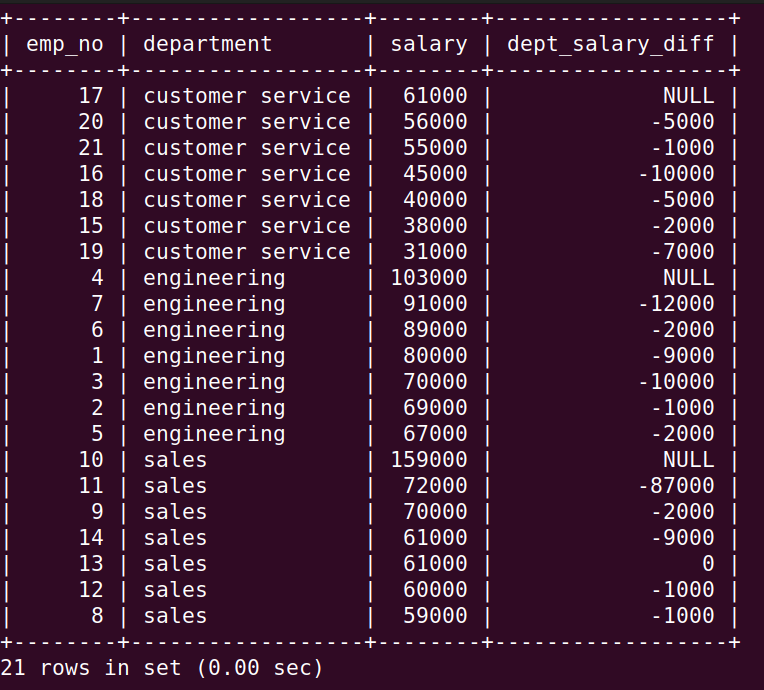 +--------+------------------+--------+------------------+
| emp_no | department       | salary | dept_salary_diff |
+--------+------------------+--------+------------------+
|     17 | customer service |  61000 |             NULL |
|     20 | customer service |  56000 |            -5000 |
|     21 | customer service |  55000 |            -1000 |
|     16 | customer service |  45000 |           -10000 |
|     18 | customer service |  40000 |            -5000 |
|     15 | customer service |  38000 |            -2000 |
|     19 | customer service |  31000 |            -7000 |
|      4 | engineering      | 103000 |             NULL |
|      7 | engineering      |  91000 |           -12000 |
|      6 | engineering      |  89000 |            -2000 |
|      1 | engineering      |  80000 |            -9000 |
|      3 | engineering      |  70000 |           -10000 |
|      2 | engineering      |  69000 |            -1000 |
|      5 | engineering      |  67000 |            -2000 |
|     10 | sales            | 159000 |             NULL |
|     11 | sales            |  72000 |           -87000 |
|      9 | sales            |  70000 |            -2000 |
|     14 | sales            |  61000 |            -9000 |
|     13 | sales            |  61000 |                0 |
|     12 | sales            |  60000 |            -1000 |
|      8 | sales            |  59000 |            -1000 |
+--------+------------------+--------+------------------+
21 rows in set (0.00 sec)